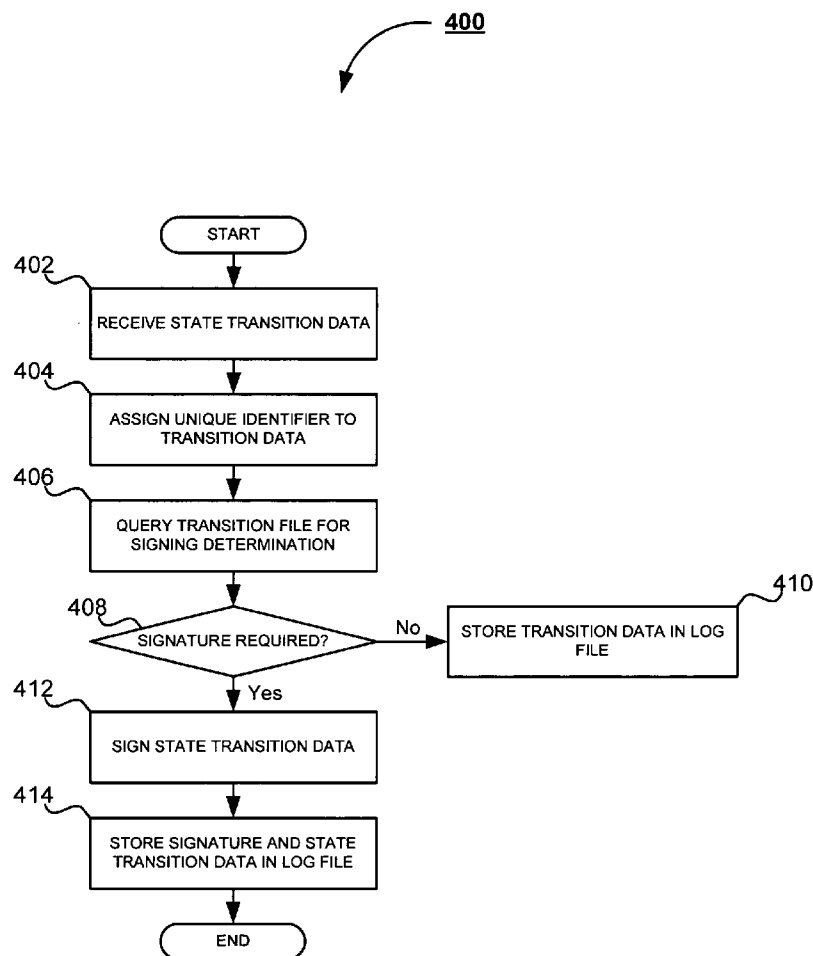 400
START
402
RECEIVE STATE TRANSITION DATA
404
ASSIGN UNIQUE IDENTIFIER TO
TRANSITION DATA
406
QUERY TRANSITION FILE FOR
SIGNING DETERMINATION
408
SIGNATURE REQUIRED?
No
410
STORE TRANSITION DATA IN LOG
FILE
Yes
412
SIGN STATE TRANSITION DATA
414
STORE SIGNATURE AND STATE
TRANSITION DATA IN LOG FILE
END